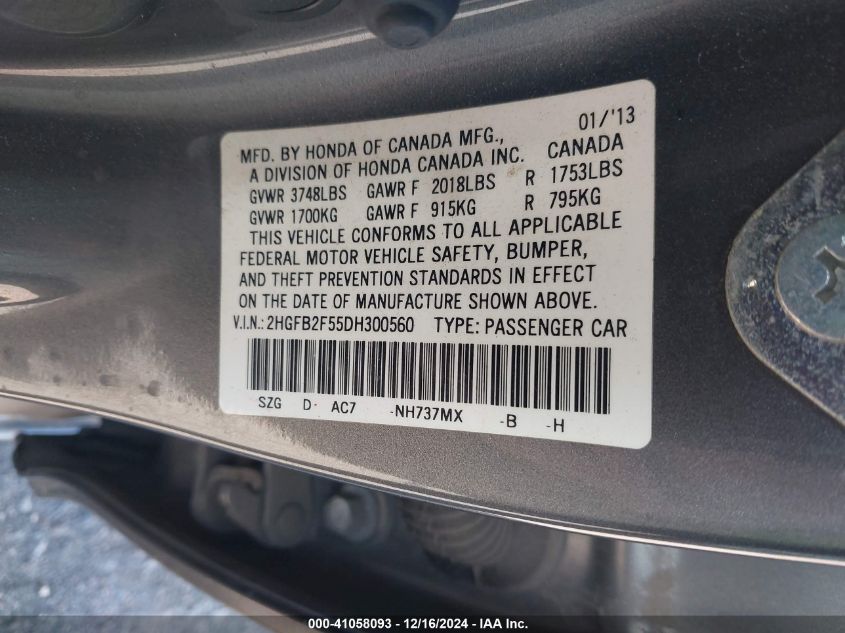 01/'13
MFD. BY HONDA OF CANADA MFG.,
A DIVISION OF HONDA CANADA INC. CANADA
GVWR 3748LBS GAWR F 2018LBS R 1753LBS
GVWR 1700KG GAWR F 915KG R 795KG
THIS VEHICLE CONFORMS TO ALL APPLICABLE
FEDERAL MOTOR VEHICLE SAFETY, BUMPER,
AND THEFT PREVENTION STANDARDS IN EFFECT
ON THE DATE OF MANUFACTURE SHOWN ABOVE.
V.I.N.: 2HGFB2F55DH300560 TYPE: PASSENGER CAR
SZG D- AC7 -NH737MX -B -H
000-41058093 - 12/16/2024 - IAA Inc.